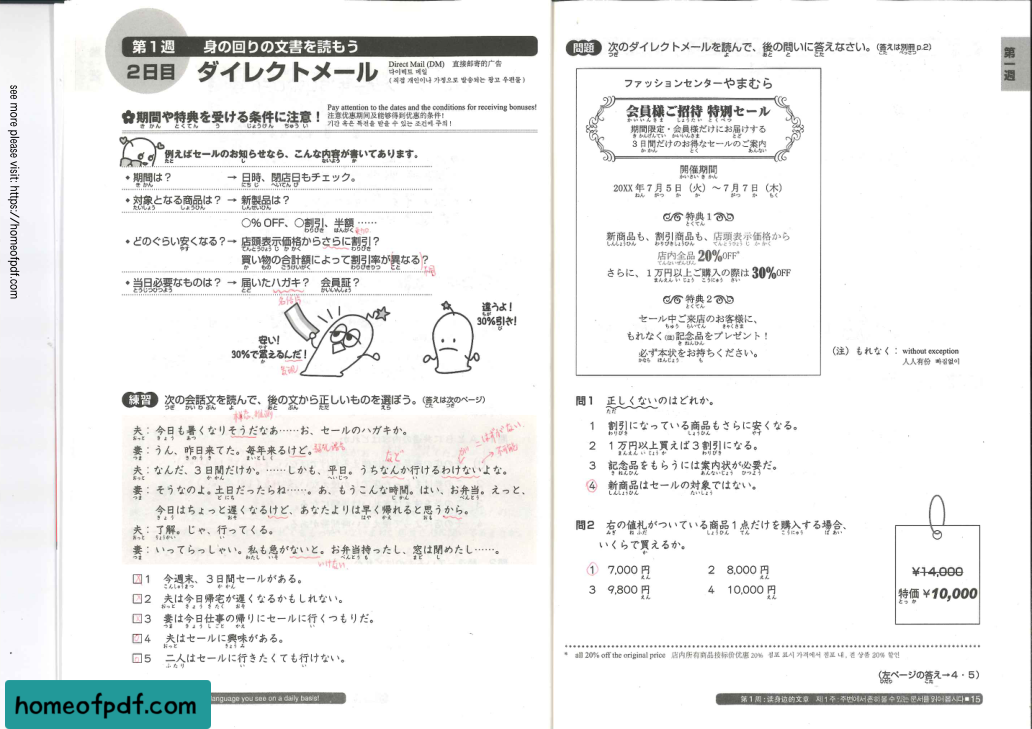 see more please visit: https://homeofpdf.com
第1週 身の回りの文書を読もう
2日目 ダイレクトメール
Direct Mail (DM) 直接邮寄的广告
다이렉트 메일
(직접 개인이나 가정으로 발송되는 광고 우편물)
期間や特典を受ける条件に注意!
Pay attention to the dates and the conditions for receiving bonuses!
注意优惠期间及能够得到优惠的条件!
기간 혹은 특전을 받을 수 있는 조건에 주의!
例えばセールのお知らせなら、こんな内容が書いてあります。
◆期間は? → 日時、閉店日もチェック。
◆対象となる商品は? → 新製品は?
○% OFF、○割引、半額 ……
◆どのぐらい安くなる? → 店頭表示価格からさらに割引?
買い物の合計額によって割引率が異なる?
◆当日必要なものは? → 届いたハガキ? 会員証?
安い!
30%で買えるんだ!
違うよ!
30%引き!
練習 次の会話文を読んで、後の文から正しいものを選ぼう。(答えは次のページ)
夫:今日も暑くなりそうだなあ……お、セールのハガキか。
妻:うん、昨日来てた。毎年来るけど。
夫:なんだ、3日間だけか。……しかも、平日。うちなんか行けるわけないよな。
妻:そうなのよ。土日だったらね……。あ、もうこんな時間。はい、お弁当。えっと、
今日はちょっと遅くなるけど、あなたよりは早く帰れると思うから。
夫:了解。じゃ、行ってくる。
妻:いってらっしゃい。私も急がないと。お弁当持ったし、窓は閉めたし……。
1 今週末、3日間セールがある。
2 夫は今日帰宅が遅くなるかもしれない。
3 妻は今日仕事の帰りにセールに行くつもりだ。
4 夫はセールに興味がある。
5 二人はセールに行きたくても行けない。
language you see on a daily basis!
homeofpdf.com
問題 次のダイレクトメールを読んで、後の問いに答えなさい。(答えは別冊 p.2)
第一週
ファッションセンターやまむら
会員様ご招待 特別セール
期間限定・会員様だけにお届けする
3日間だけのお得なセールのご案内
開催期間
20XX年7月5日(火)~7月7日(木)
特典1
新商品も、割引商品も、店頭表示価格から
店内全品20%OFF*
さらに、1万円以上ご購入の際は30%OFF
特典2
セール中ご来店のお客様に、
もれなく(注)記念品をプレゼント!
必ず本状をお持ちください。
(注) もれなく: without exception
人人有份 빠짐없이
問1 正しくないのはどれか。
1 割引になっている商品もさらに安くなる。
2 1万円以上買えば3割引になる。
3 記念品をもらうには案内状が必要だ。
4 新商品はセールの対象ではない。
問2 右の値札がついている商品1点だけを購入する場合、
いくらで買えるか。
1 7,000円 2 8,000円
3 9,800円 4 10,000円
¥14,000
特価 ¥10,000
* all 20% off the original price 店内所有商品按标价优惠 20% 점포 표시 가격에서 점포 내, 전 상품 20% 할인
(左ページの答え→4・5)
第1周:读身边的文章 제1주:주변에서 흔히 볼 수 있는 문서를 읽어봅시다 ■ 15